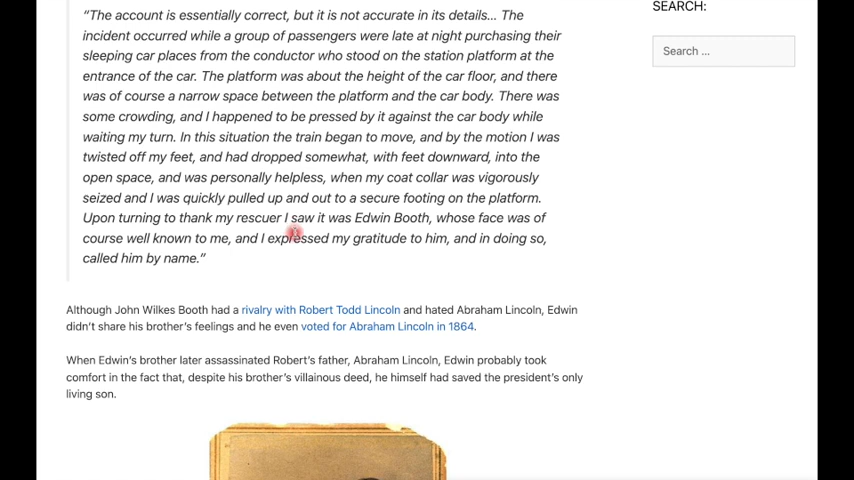 “The account is essentially correct, but it is not accurate in its details... The
incident occurred while a group of passengers were late at night purchasing their
sleeping car places from the conductor who stood on the station platform at the
entrance of the car. The platform was about the height of the car floor, and there
was of course a narrow space between the platform and the car body. There was
some crowding, and I happened to be pressed by it against the car body while
waiting my turn. In this situation the train began to move, and by the motion I was
twisted off my feet, and had dropped somewhat, with feet downward, into the
open space, and was personally helpless, when my coat collar was vigorously
seized and I was quickly pulled up and out to a secure footing on the platform.
Upon turning to thank my rescuer I saw it was Edwin Booth, whose face was of
course well known to me, and I expressed my gratitude to him, and in doing so,
called him by name.”
Although John Wilkes Booth had a rivalry with Robert Todd Lincoln and hated Abraham Lincoln, Edwin
didn’t share his brother’s feelings and he even voted for Abraham Lincoln in 1864.
When Edwin’s brother later assassinated Robert’s father, Abraham Lincoln, Edwin probably took
comfort in the fact that, despite his brother’s villainous deed, he himself had saved the president’s only
living son.
SEARCH:
Search ...